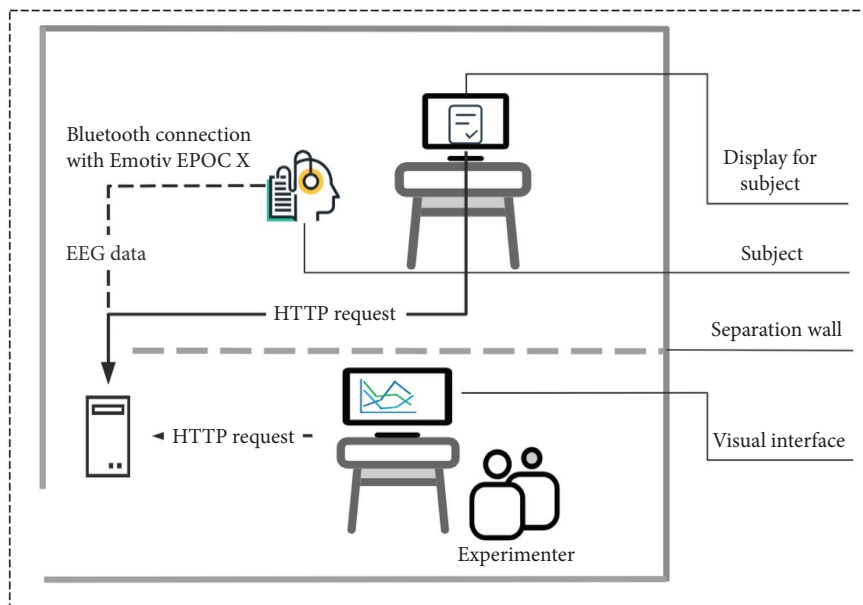 Bluetooth connection
with Emotiv EPOC X
EEG data
HTTP request
HTTP request
Experimenter
Display for
subject
Subject
Separation wall
Visual interface